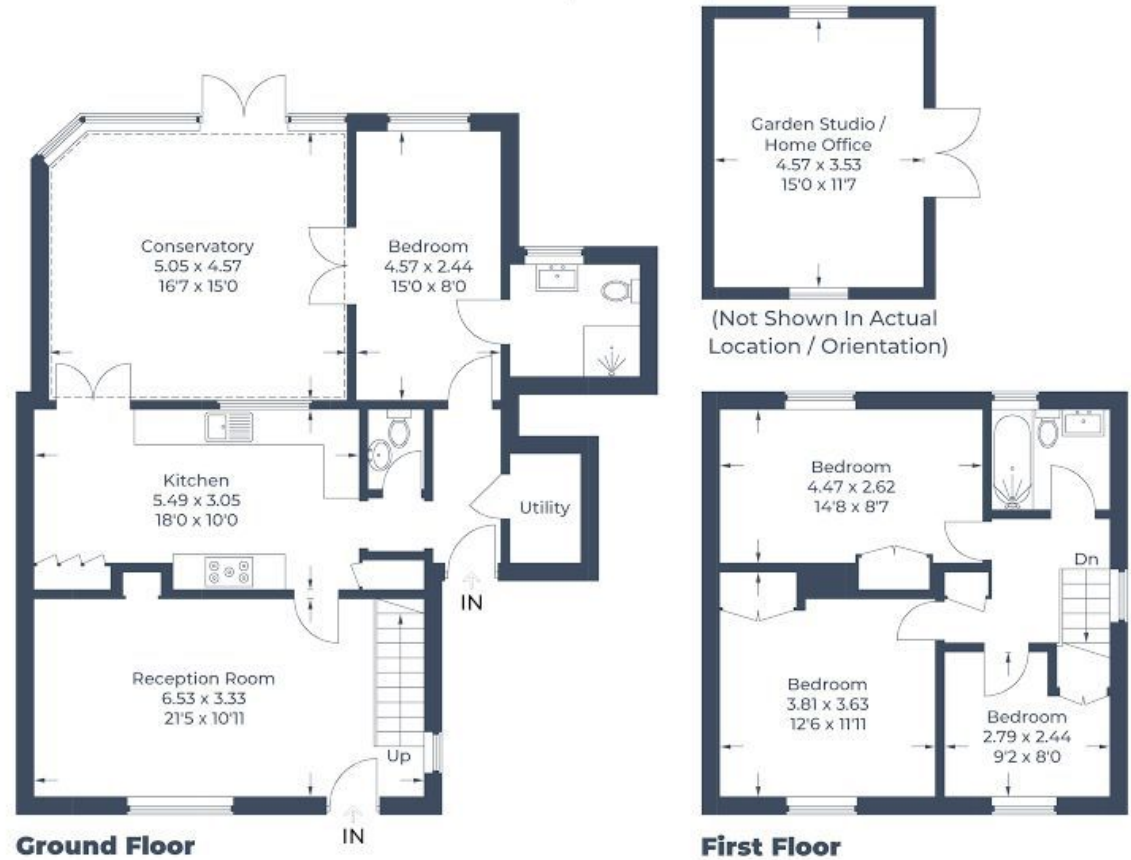 Garden Studio /
Home Office
4.57 x 3.53
15'0 x 11'7
(Not Shown In Actual
Location / Orientation)
Conservatory
5.05 x 4.57
16'7 x 15'0
Bedroom
4.57 x 2.44
15'0 x 8'0
Kitchen
5.49 x 3.05
18'0 x 10'0
Utility
IN
Reception Room
6.53 x 3.33
21'5 x 10'11
Up
IN
Ground Floor
Bedroom
4.47 x 2.62
14'8 x 8'7
Dn
Bedroom
3.81 x 3.63
12'6 x 11'11
Bedroom
2.79 x 2.44
9'2 x 8'0
First Floor